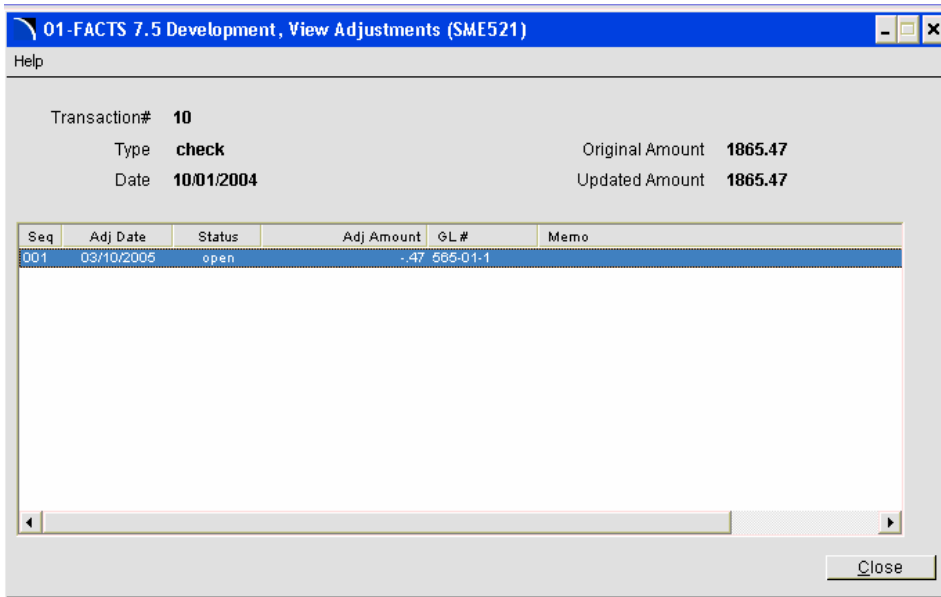 01-FACTS 7.5 Development, View Adjustments (SME521)
Help
Transaction# 10
Type check Original Amount 1865.47
Date 10/01/2004 Updated Amount 1865.47
Seq Adj Date Status Adj Amount GL# Memo
001 03/10/2005 open -.47 565-01-1
Close